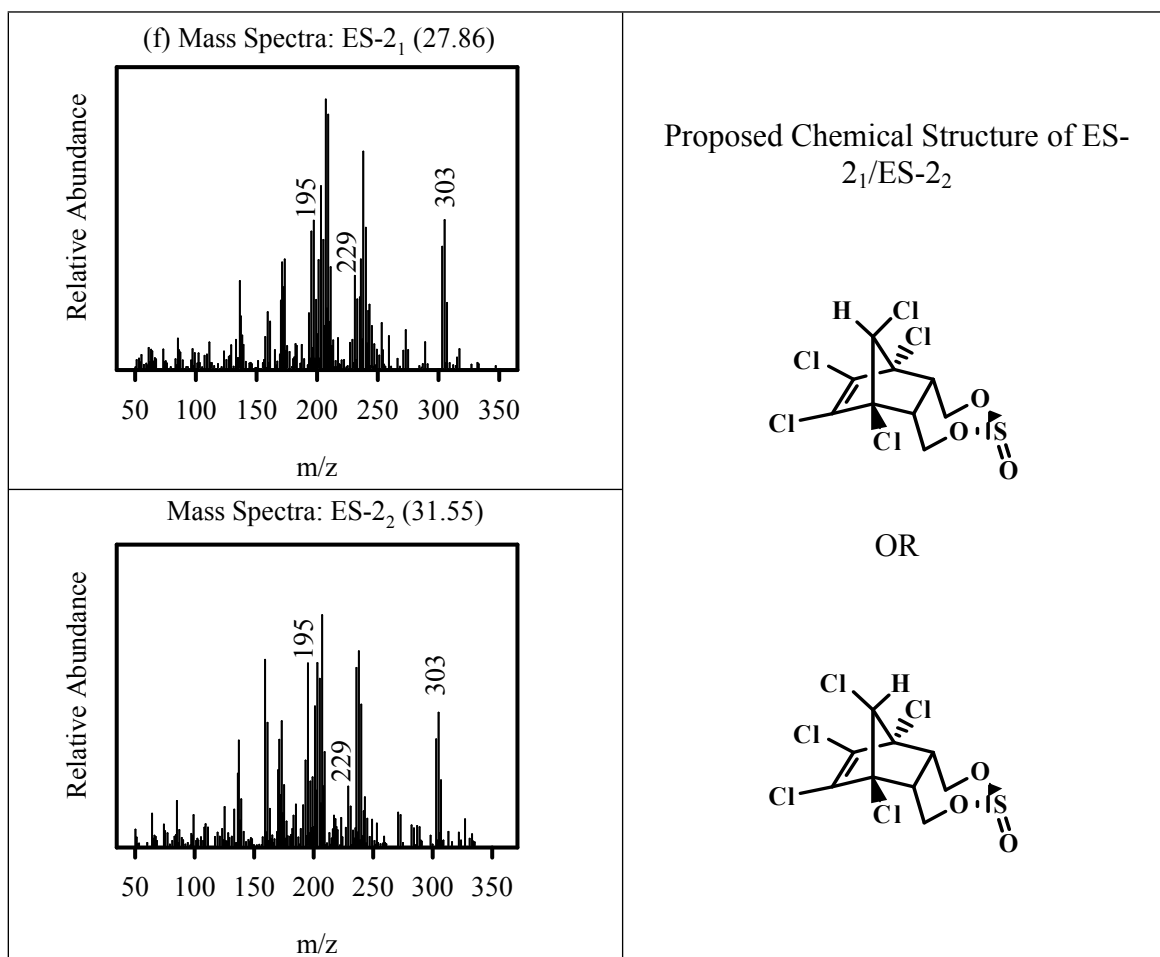 (f) Mass Spectra: ES-2₁ (27.86)
Relative Abundance
195
229
303
50 100 150 200 250 300 350
m/z
Mass Spectra: ES-2₂ (31.55)
Relative Abundance
195
229
303
50 100 150 200 250 300 350
m/z
Proposed Chemical Structure of ES-
2₁/ES-2₂
H Cl
Cl Cl
O
Cl Cl O S
O
OR
Cl H
Cl Cl
O
Cl Cl O S
O